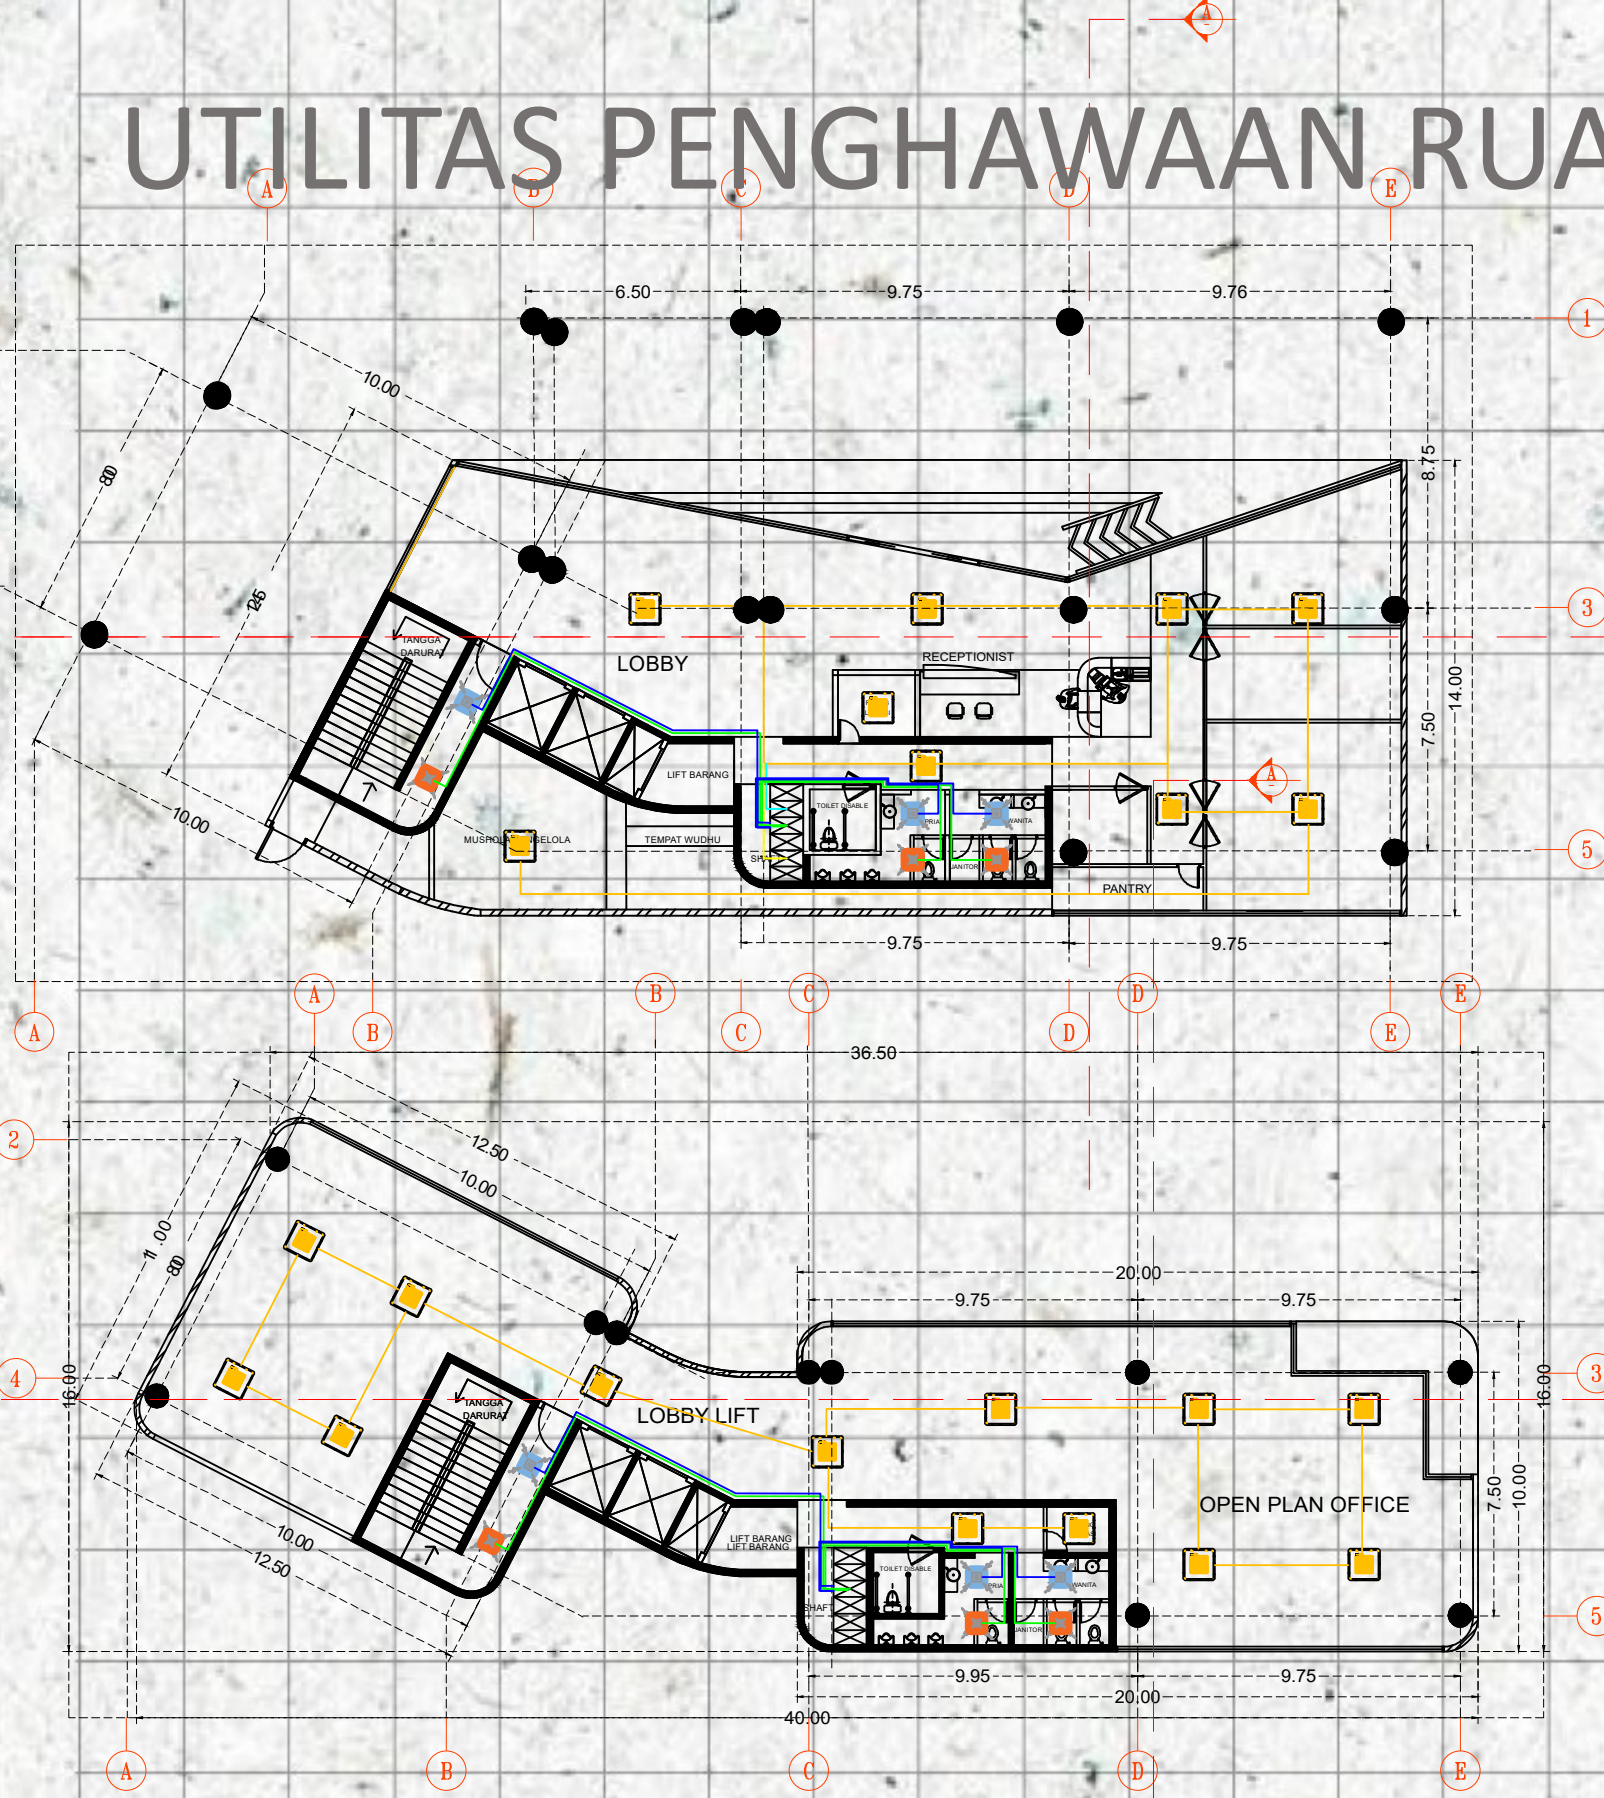 A
UTILITAS PENGHAWAAN RUA
A B C D E
6.50 9.75 9.76
1
10.00
8.75
14.00
3
TANGGA
DARURAT
LOBBY
RECEPTIONIST
7.50
LIFT BARANG
A
10.00
TOILET DISABLE
PRIA
WANITA
TEMPAT WUDHU
JANITOR
5
PANTRY
9.75 9.75
A B C D E
A B C D E
36.50
2
12.50
10.00
11.00
20.00
9.75 9.75
4
16.00
3
16.00
TANGGA
DARURAT
LOBBY LIFT
7.50
10.00
OPEN PLAN OFFICE
LIFT BARANG
LIFT BARANG
10.00
12.50
TOILET DISABLE
PRIA
WANITA
SHAFT
JANITOR
5
9.95 9.75
20.00
40.00
A B C D E